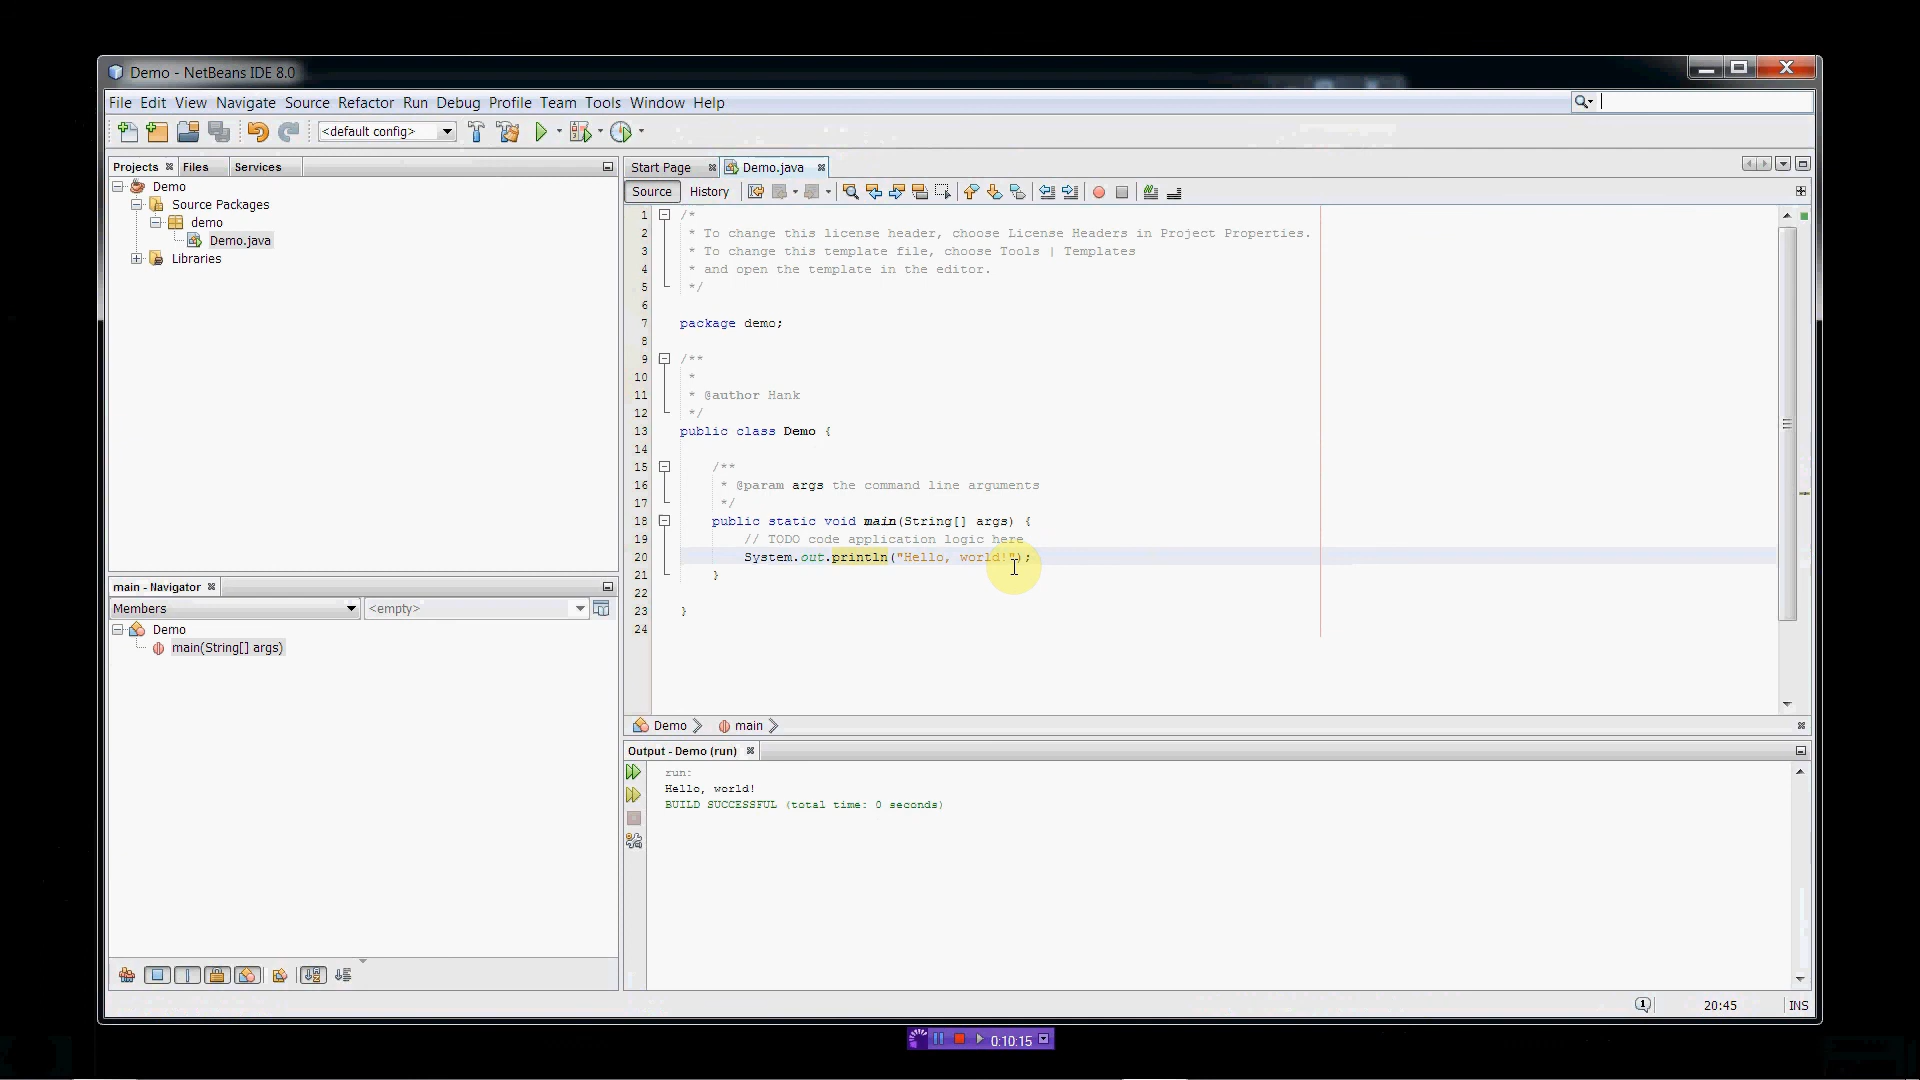 Demo - NetBeans IDE 8.0
File Edit View Navigate Source Refactor Run Debug Profile Team Tools Window Help
<default config>
Projects Files Services
Demo
Source Packages
demo
Demo.java
Libraries
main - Navigator
Members <empty>
Demo
main(String[] args)
Start Page Demo.java
Source History
1 /*
2 * To change this license header, choose License Headers in Project Properties.
3 * To change this template file, choose Tools | Templates
4 * and open the template in the editor.
5 */
6
7 package demo;
8
9 /**
10 *
11 * @author Hank
12 */
13 public class Demo {
14
15 /**
16 * @param args the command line arguments
17 */
18 public static void main(String[] args) {
19 // TODO code application logic here
20 System.out.println("Hello, world!");
21 }
22
23 }
24
Demo main
Output - Demo (run)
run:
Hello, world!
BUILD SUCCESSFUL (total time: 0 seconds)
1 20:45 INS
0:10:15